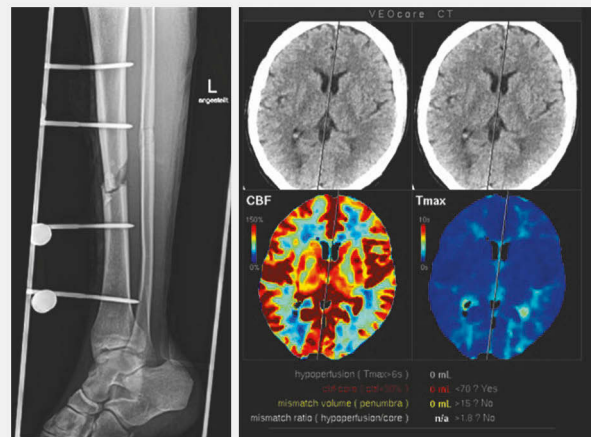 L
angestellt
VEOcore CT
CBF
150%
0%
Tmax
10s
0s
hypoperfusion ( Tmax>6s ) 0 mL
0 mL <70 ? Yes
mismatch volume ( penumbra ) 0 mL >15 ? No
mismatch ratio ( hypoperfusion/core ) n/a >1.8 ? No